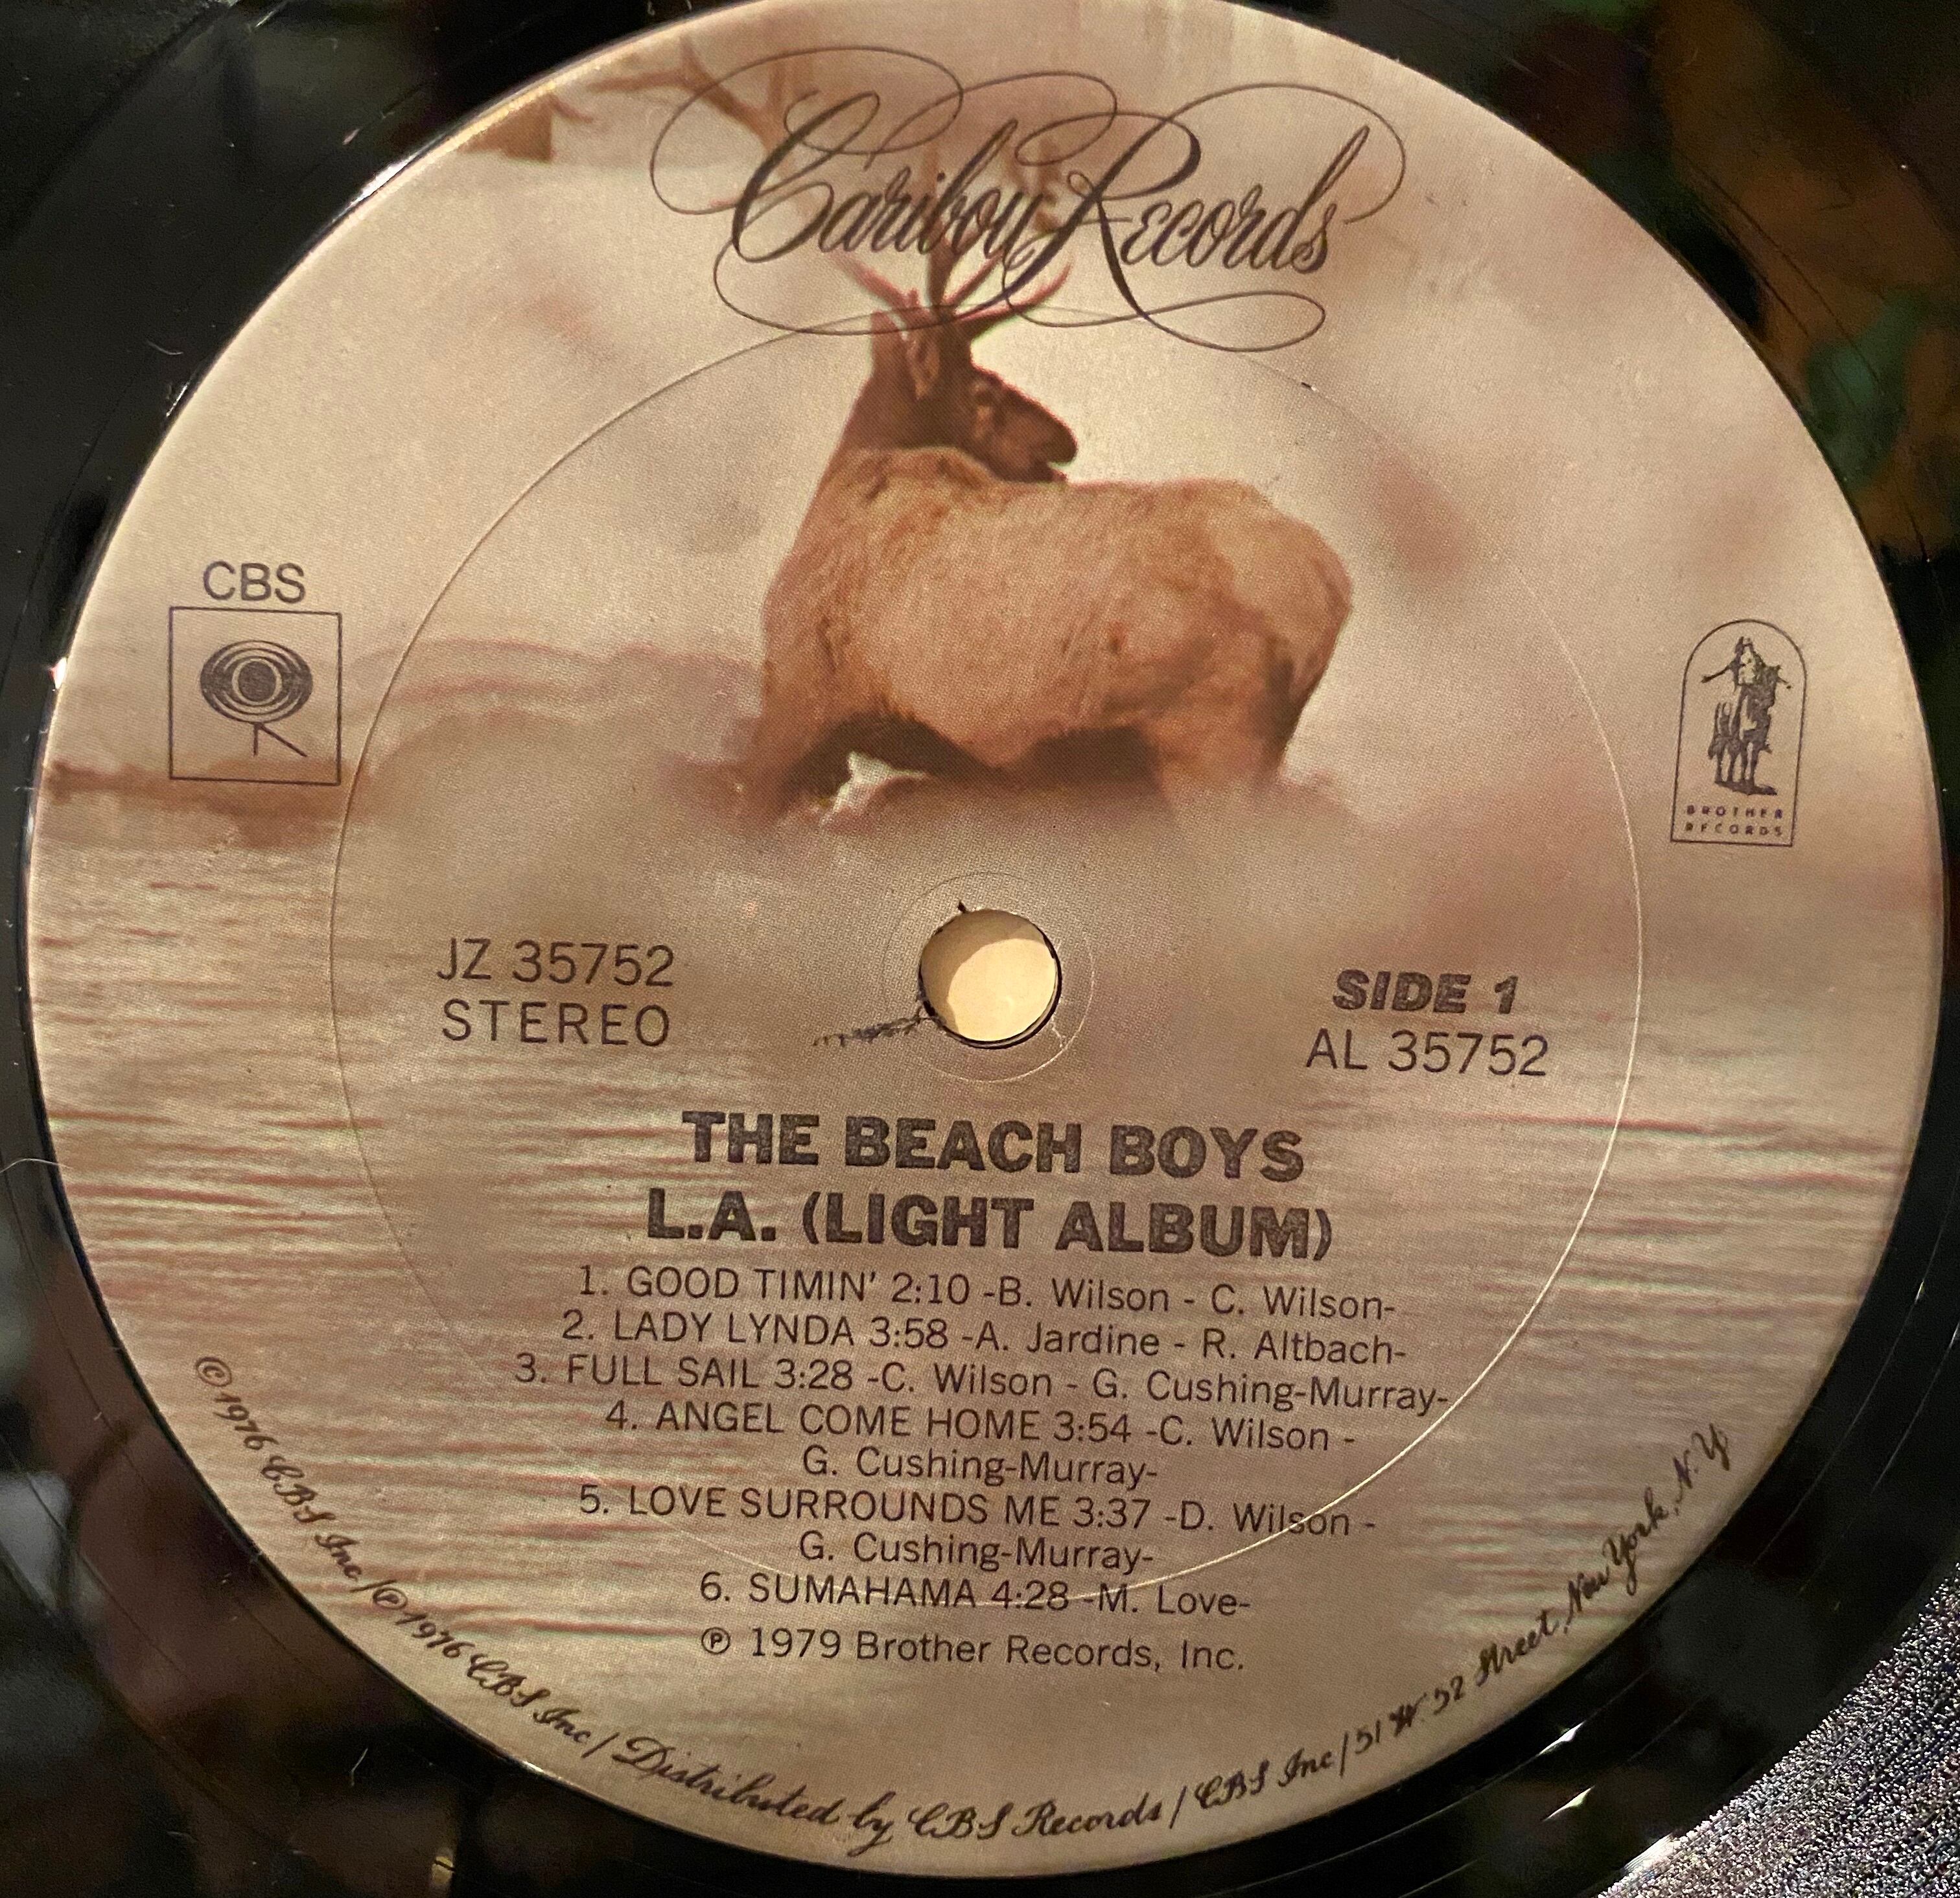 Caribou Records
CBS
BROTHER
RECORDS
JZ 35752
STEREO
SIDE 1
AL 35752
THE BEACH BOYS
L.A. (LIGHT ALBUM)
1. GOOD TIMIN' 2:10 -B. Wilson - C. Wilson-
2. LADY LYNDA 3:58 -A. Jardine - R. Altbach-
3. FULL SAIL 3:28 -C. Wilson - G. Cushing-Murray-
4. ANGEL COME HOME 3:54 -C. Wilson -
G. Cushing-Murray-
5. LOVE SURROUNDS ME 3:37 -D. Wilson -
G. Cushing-Murray-
6. SUMAHAMA 4:28 -M. Love-
℗ 1979 Brother Records, Inc.
© 1976 CBS Inc/℗ 1976 CBS Inc/Distributed by CBS Records/CBS Inc/51 W. 52 Street, New York, N.Y